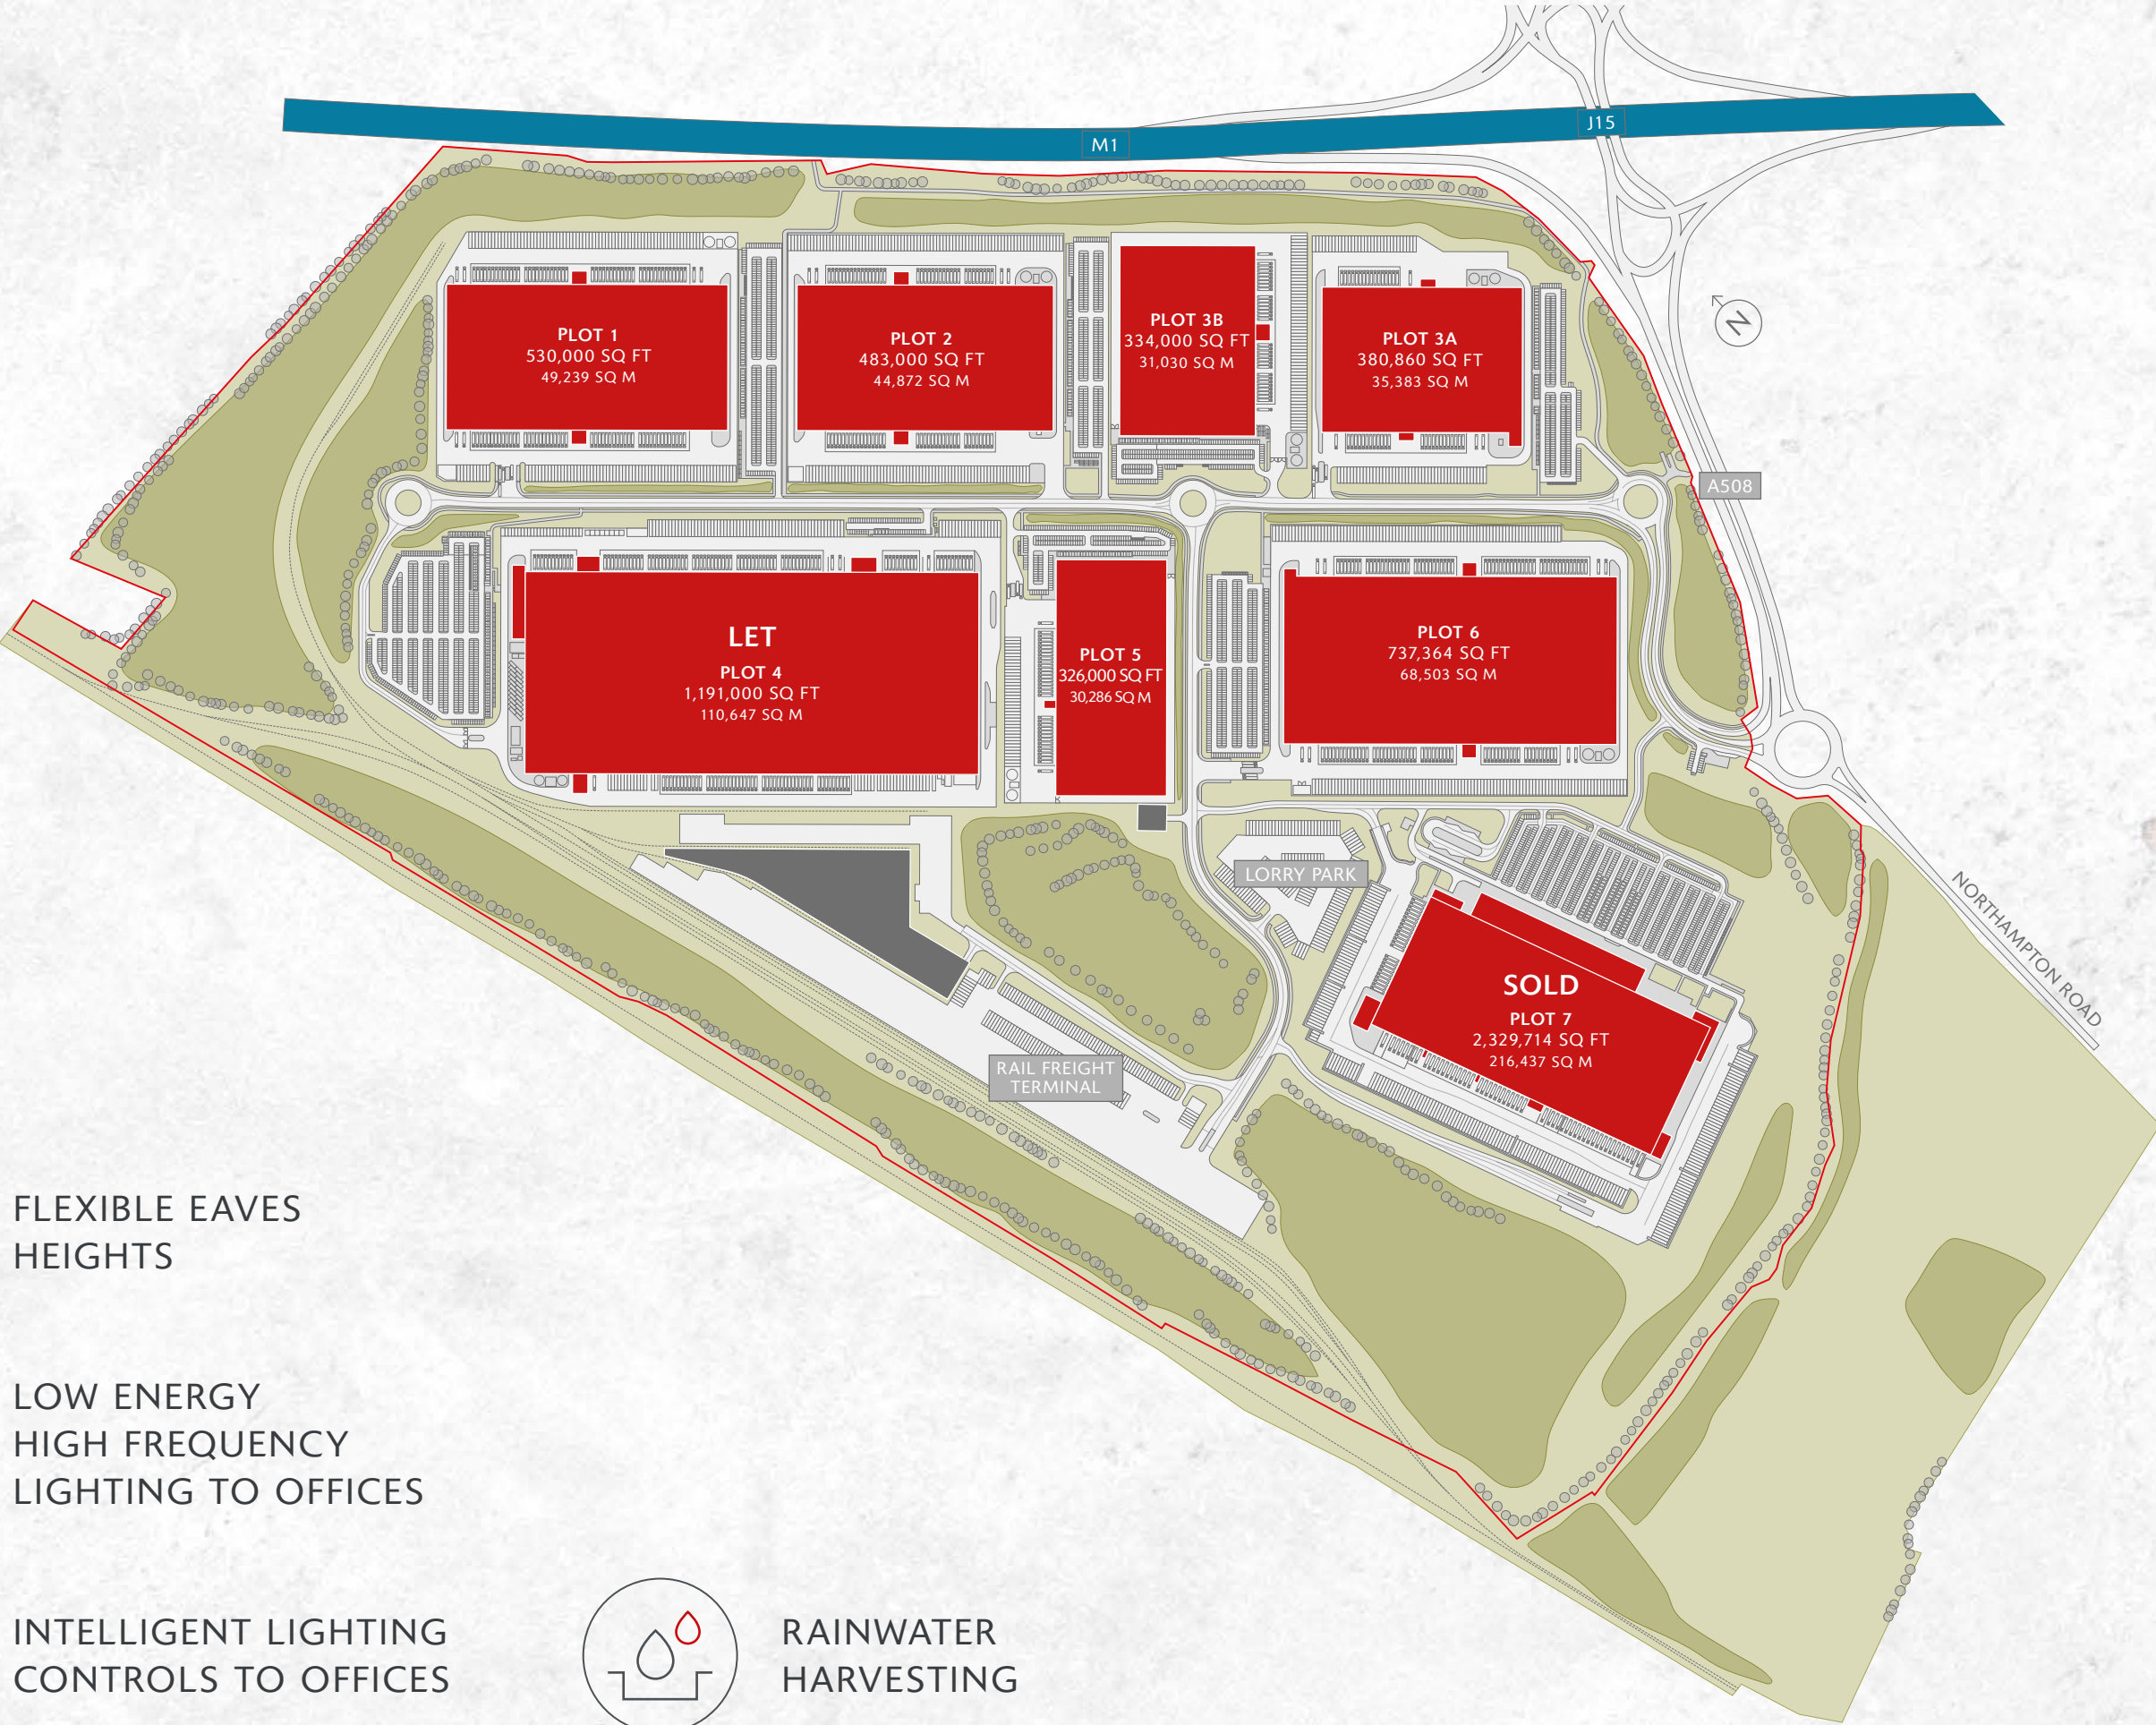 M1
J15
N
PLOT 1
530,000 SQ FT
49,239 SQ M
PLOT 2
483,000 SQ FT
44,872 SQ M
PLOT 3B
334,000 SQ FT
31,030 SQ M
PLOT 3A
380,860 SQ FT
35,383 SQ M
A508
LET
PLOT 4
1,191,000 SQ FT
110,647 SQ M
PLOT 5
326,000 SQ FT
30,286 SQ M
PLOT 6
737,364 SQ FT
68,503 SQ M
LORRY PARK
NORTHAMPTON ROAD
SOLD
PLOT 7
2,329,714 SQ FT
216,437 SQ M
RAIL FREIGHT
TERMINAL
FLEXIBLE EAVES
HEIGHTS
LOW ENERGY
HIGH FREQUENCY
LIGHTING TO OFFICES
INTELLIGENT LIGHTING
CONTROLS TO OFFICES
RAINWATER
HARVESTING